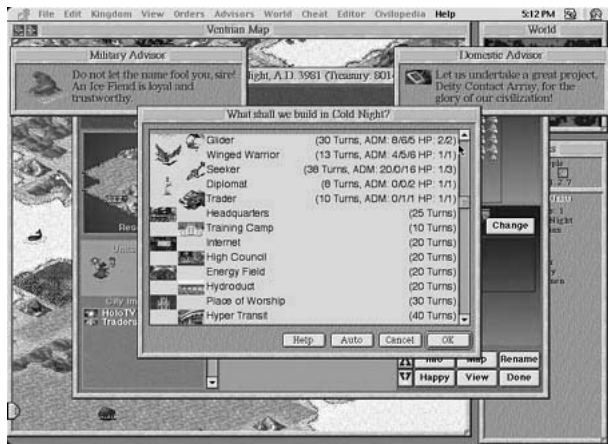 File Edit Kingdom View Orders Advisors World Cheat Editor Civilopedia Help 5:12 PM
Ventrian Map
World
Military Advisor
Do not let the name fool you, sire!
An Ice Fiend is loyal and
trustworthy.
Domestic Advisor
Let us undertake a great project,
Deity Contact Array, for the
glory of our civilization!
light, A.D. 3981 (Treasury: 801
What shall we build in Cold Night?
Glider (30 Turns, ADM: 8/6/5 HP: 2/2)
Winged Warrior (13 Turns, ADM: 4/5/6 HP: 1/1)
Seeker (38 Turns, ADM: 20/0/16 HP: 1/3)
Diplomat (8 Turns, ADM: 0/0/2 HP: 1/1)
Trader (10 Turns, ADM: 0/1/1 HP: 1/1)
Headquarters (25 Turns)
Training Camp (10 Turns)
Internet (20 Turns)
High Council (20 Turns)
Energy Field (20 Turns)
Hydroduct (20 Turns)
Place of Worship (30 Turns)
Hyper Transit (40 Turns)
Help Auto Cancel OK
Change
City Im
HoloTV
Traders
Info Map Rename
Happy View Done